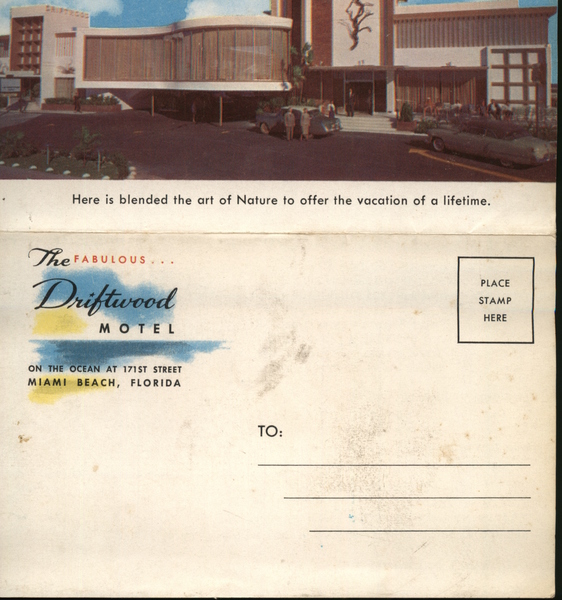 Here is blended the art of Nature to offer the vacation of a lifetime.
The FABULOUS...
Driftwood
MOTEL
ON THE OCEAN AT 171ST STREET
MIAMI BEACH, FLORIDA
PLACE
STAMP
HERE
TO: